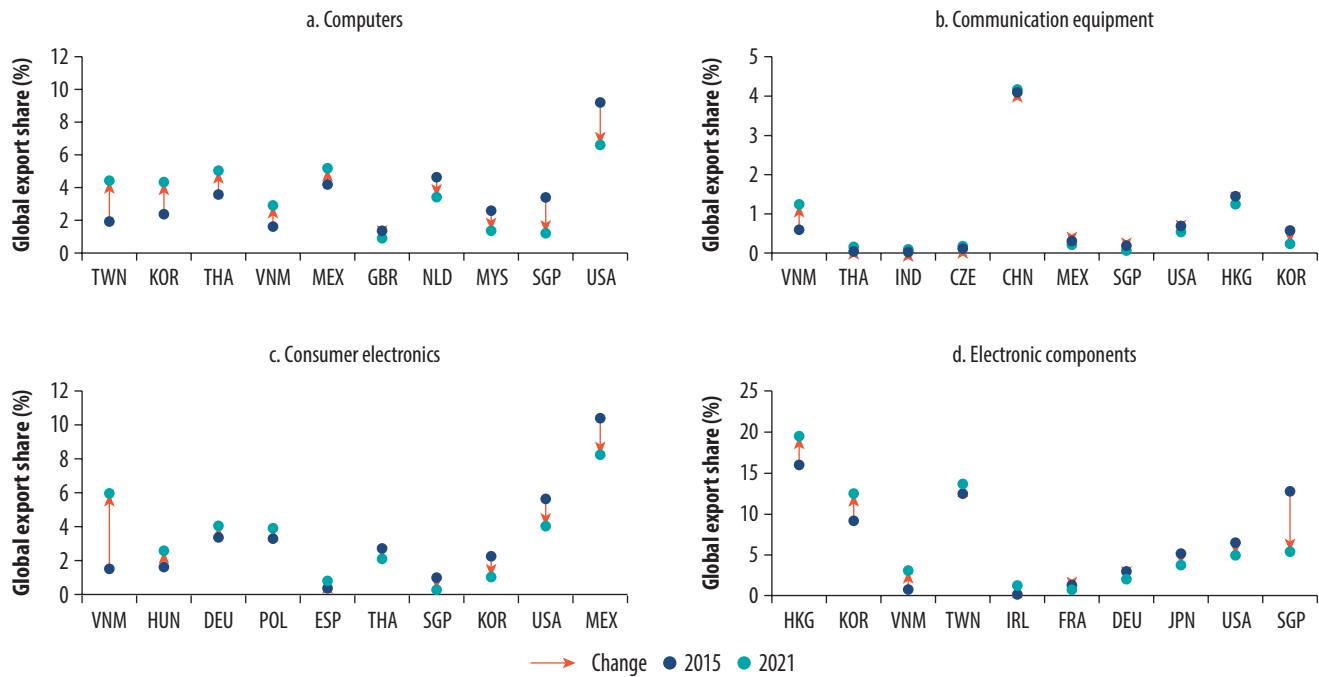 a. Computers
Global export share (%)
12
10
8
6
4
2
0
TWN KOR THA VNM MEX GBR NLD MYS SGP USA
b. Communication equipment
Global export share (%)
5
4
3
2
1
0
VNM THA IND CZE CHN MEX SGP USA HKG KOR
c. Consumer electronics
Global export share (%)
12
10
8
6
4
2
0
VNM HUN DEU POL ESP THA SGP KOR USA MEX
d. Electronic components
Global export share (%)
25
20
15
10
5
0
HKG KOR VNM TWN IRL FRA DEU JPN USA SGP
Change 2015 2021